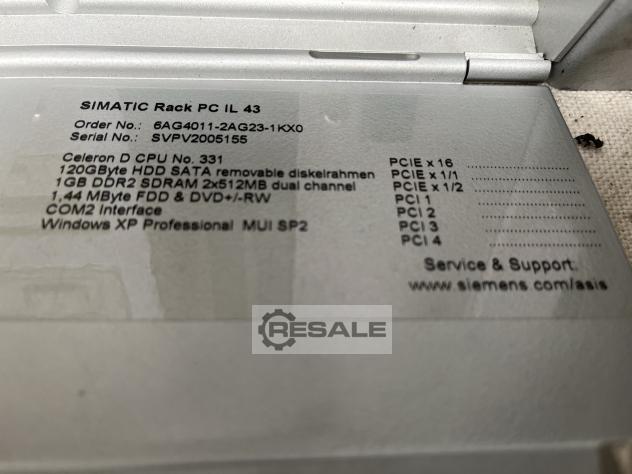 SIMATIC Rack PC IL 43
Order No.: 6AG4011-2AG23-1KX0
Serial No.: SVPV2005155
Celeron D CPU No. 331
120GByte HDD SATA removable diskelrahmen
1GB DDR2 SDRAM 2x512MB dual channel
1,44 MByte FDD & DVD+/-RW
COM2 Interface
Windows XP Professional MUI SP2
PCIE x 16
PCIE x 1/1
PCIE x 1/2
PCI 1
PCI 2
PCI 3
PCI 4
Service & Support:
www.siemens.com/asis
RESALE